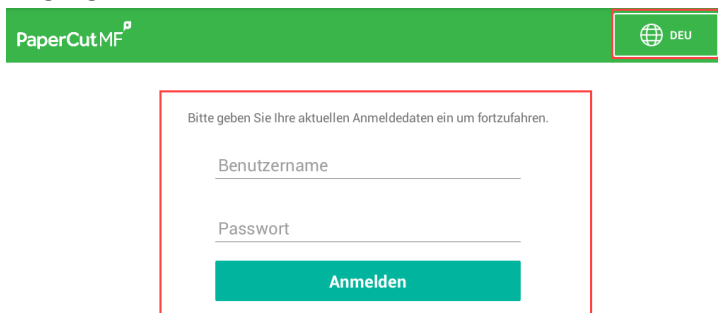 PaperCut MF
DEU
Bitte geben Sie Ihre aktuellen Anmeldedaten ein um fortzufahren.
Benutzername
Passwort
Anmelden